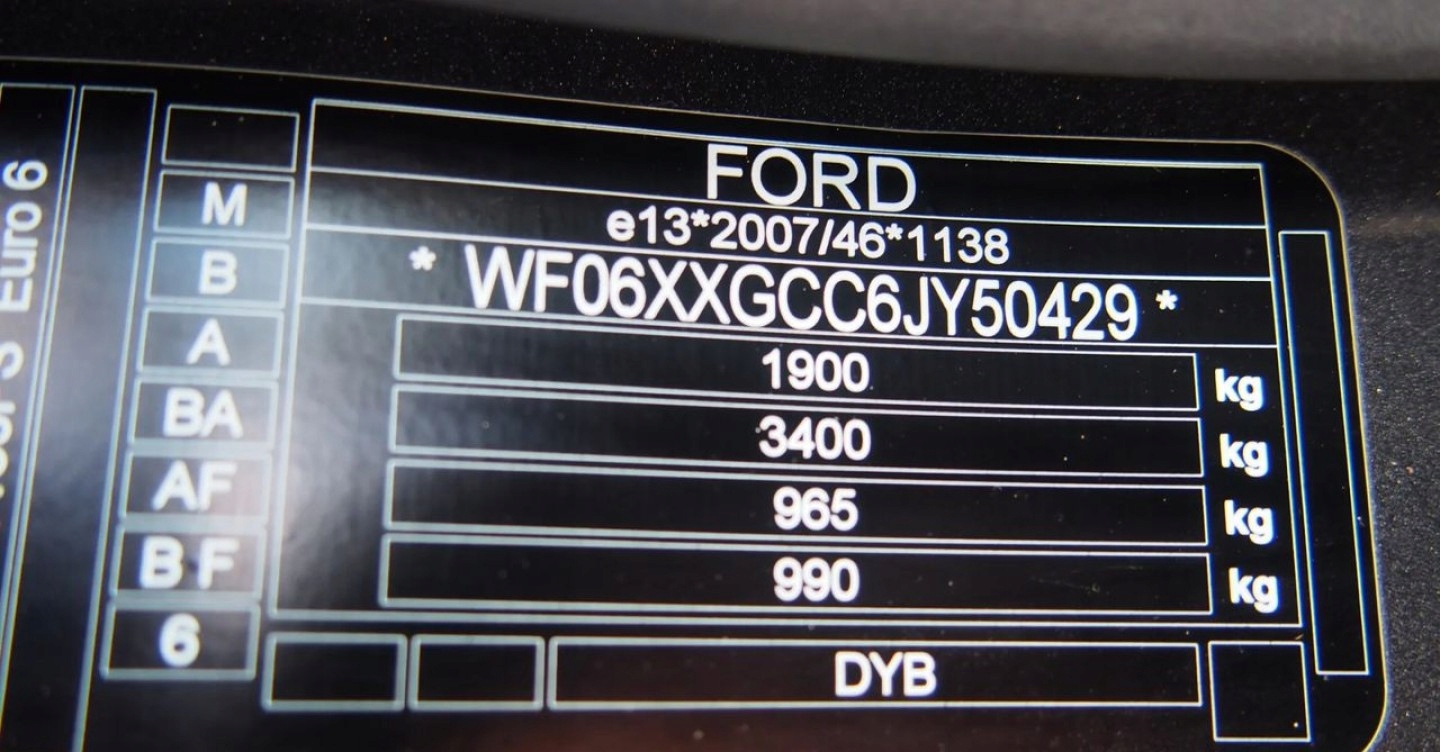 FORD
e13*2007/46*1138
* WF06XXGCC6JY50429 *
1900 kg
3400 kg
965 kg
990 kg
DYB
M
B
A
BA
AF
BF
6
Euro 6